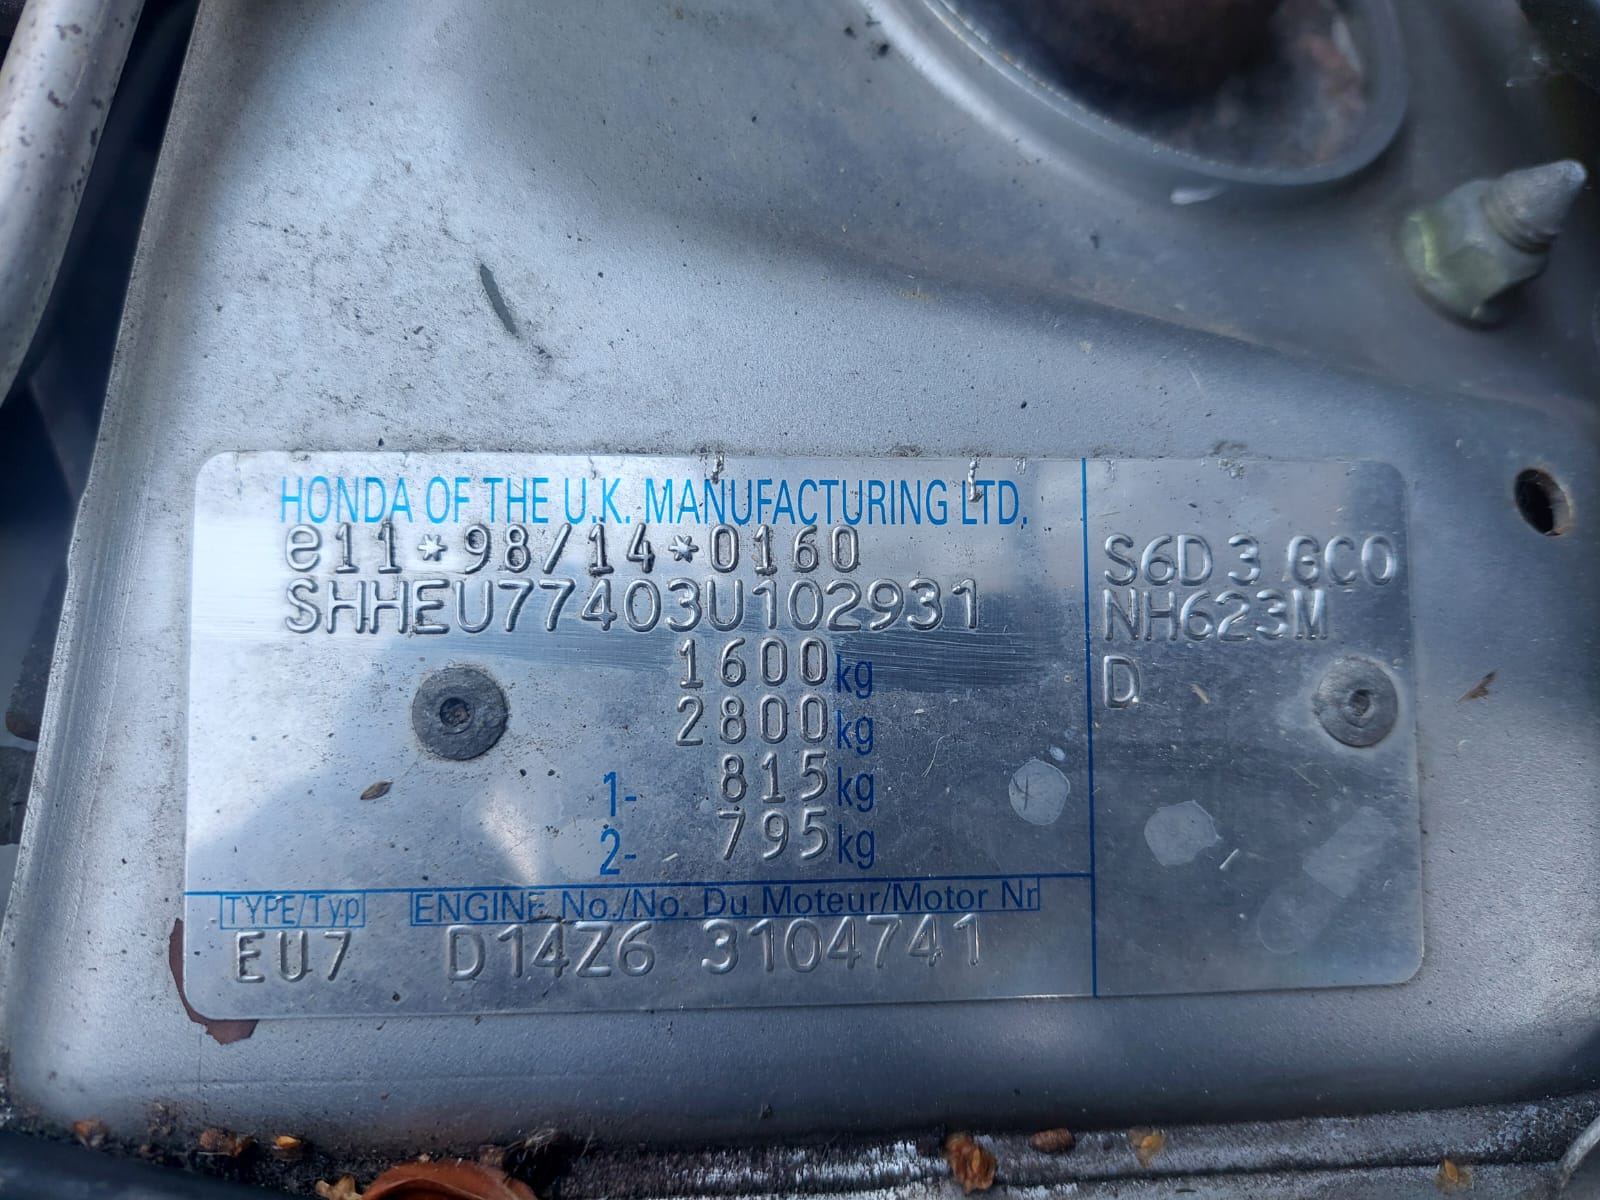 HONDA OF THE U.K. MANUFACTURING LTD.
e11*98/14*0160
SHHEU77403U102931
1600kg
2800kg
1- 815kg
2- 795kg
S6D 3 GCO
NH623M
D
TYPE/Typ ENGINE No./No. Du Moteur/Motor Nr
EU7 D14Z6 3104741